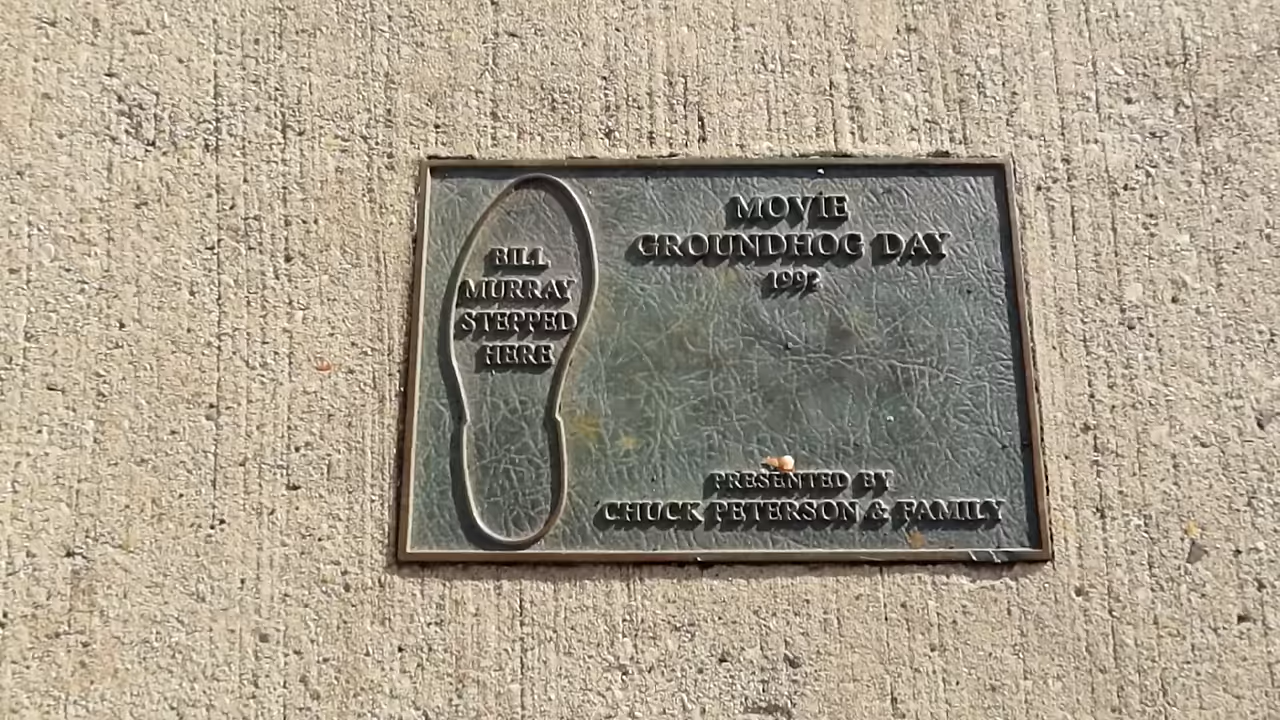 BILL
MURRAY
STEPPED
HERE
MOVIE
GROUNDHOG DAY
1992
PRESENTED BY
CHUCK PETERSON & FAMILY